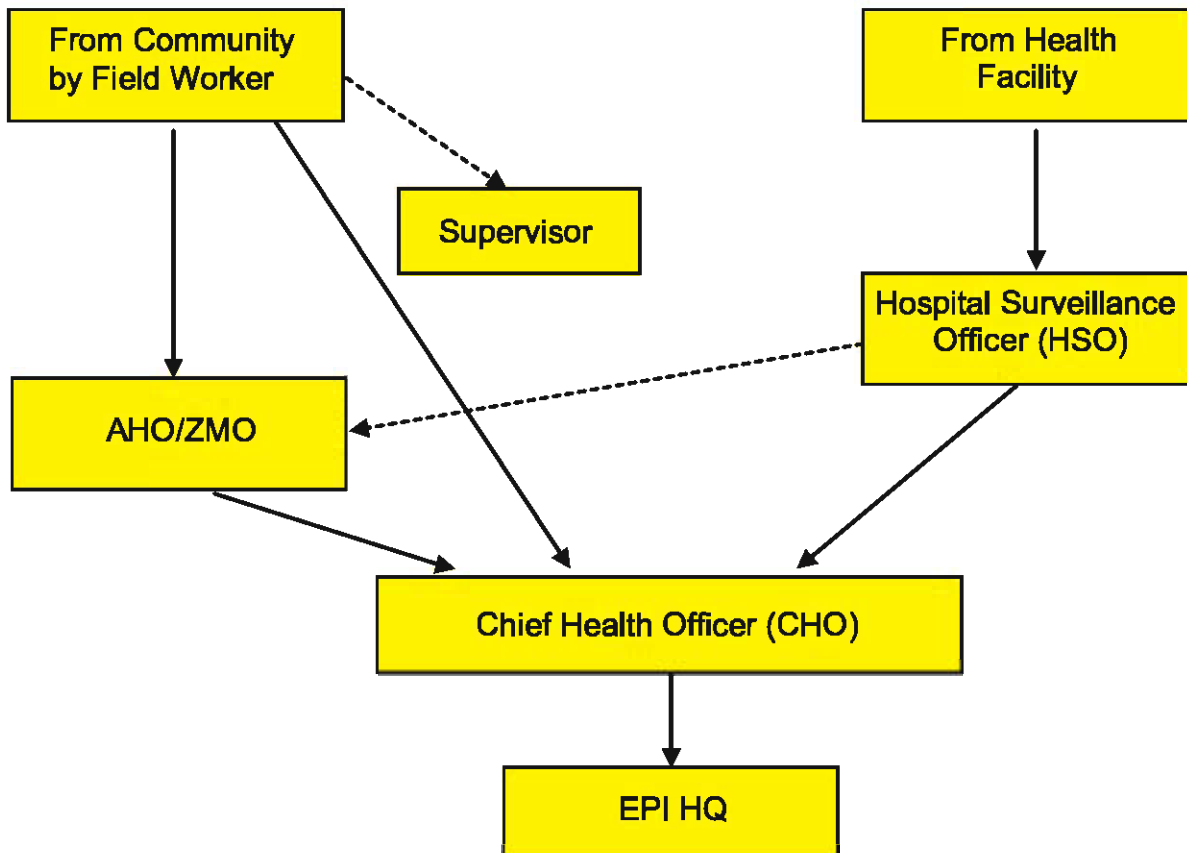 From Community
by Field Worker
From Health
Facility
Supervisor
Hospital Surveillance
Officer (HSO)
AHO/ZMO
Chief Health Officer (CHO)
EPI HQ